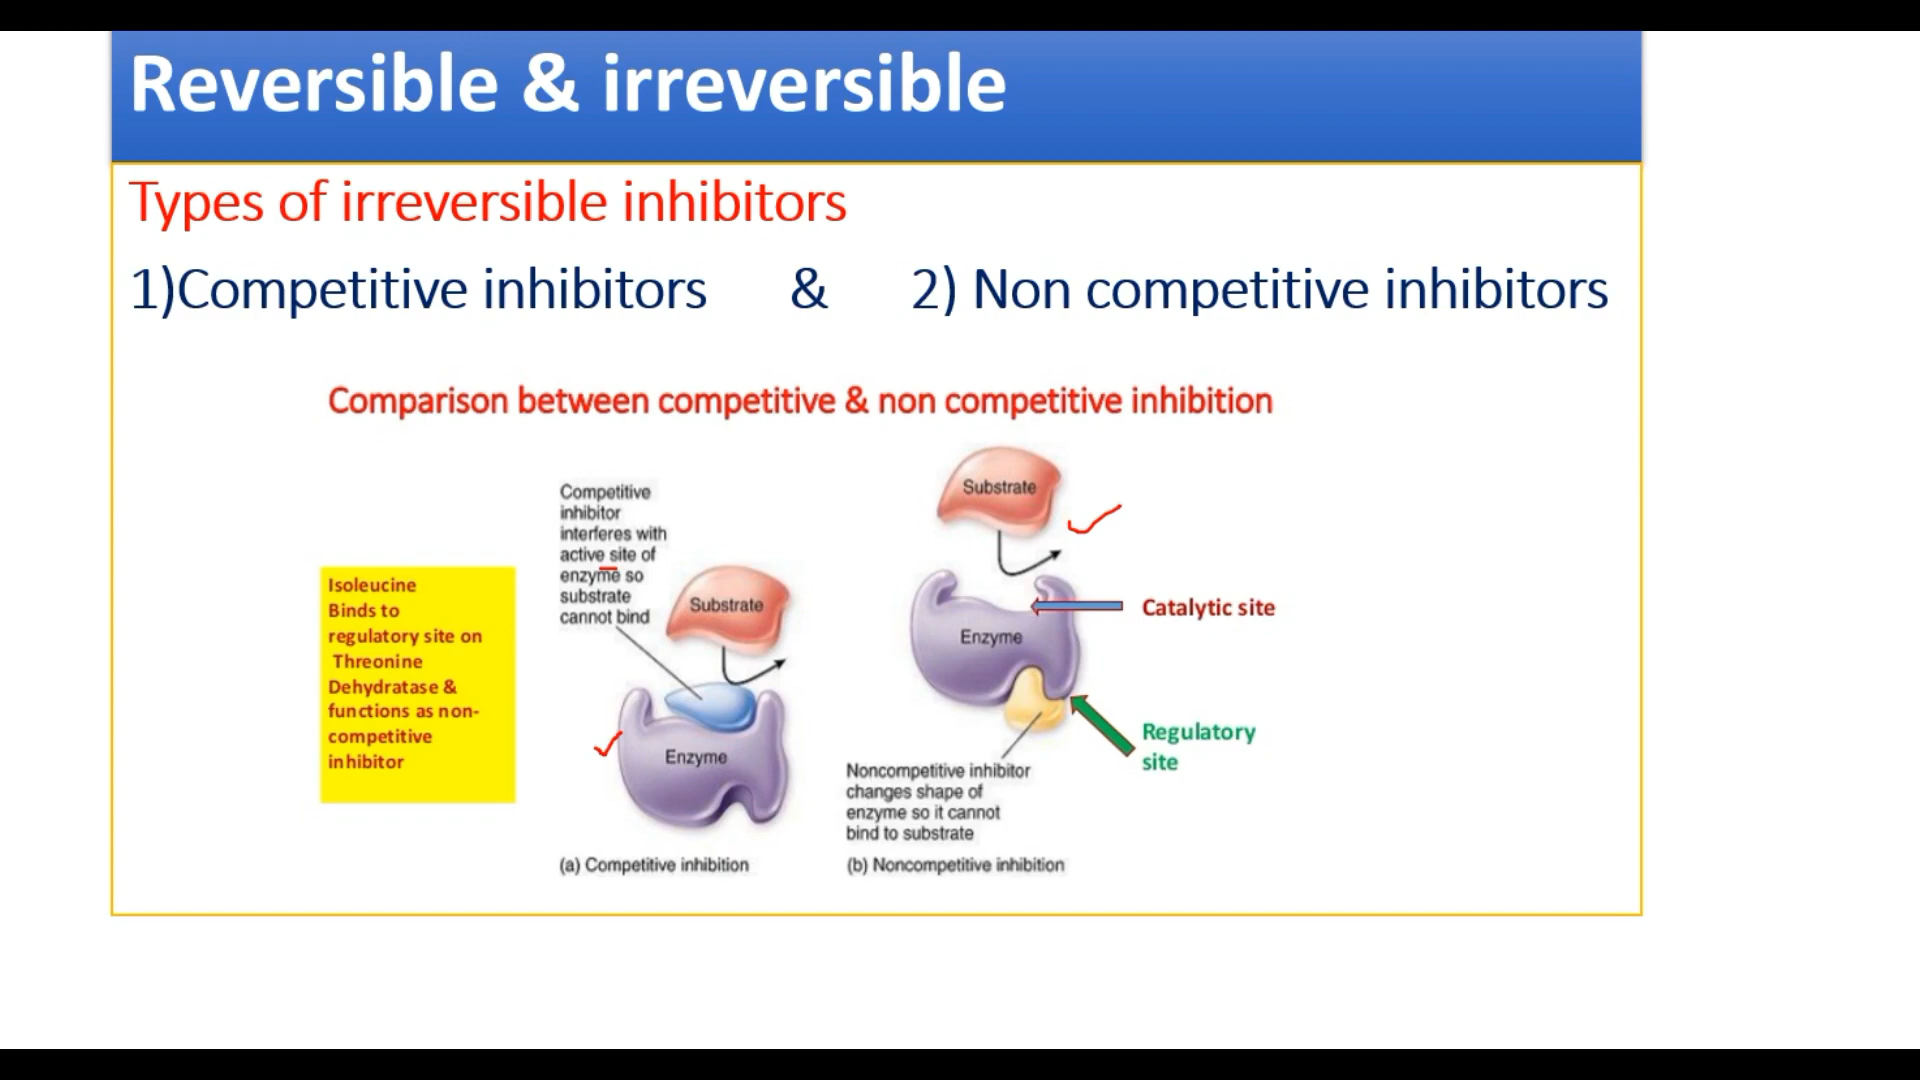 Reversible & irreversible
Types of irreversible inhibitors
1)Competitive inhibitors & 2) Non competitive inhibitors
Comparison between competitive & non competitive inhibition
Isoleucine
Binds to
regulatory site on
Threonine
Dehydratase &
functions as non-
competitive
inhibitor
Competitive
inhibitor
interferes with
active site of
enzyme so
substrate
cannot bind
Substrate
Enzyme
(a) Competitive inhibition
Substrate
Enzyme
Catalytic site
Regulatory
site
Noncompetitive inhibitor
changes shape of
enzyme so it cannot
bind to substrate
(b) Noncompetitive inhibition